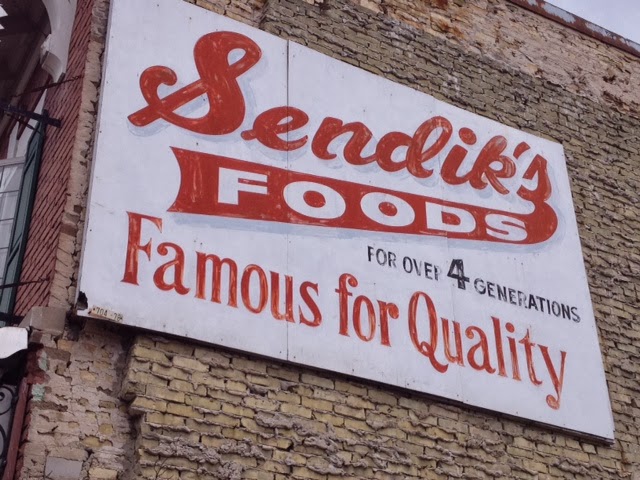 Sendik's
FOODS
FOR OVER 4 GENERATIONS
Famous for Quality